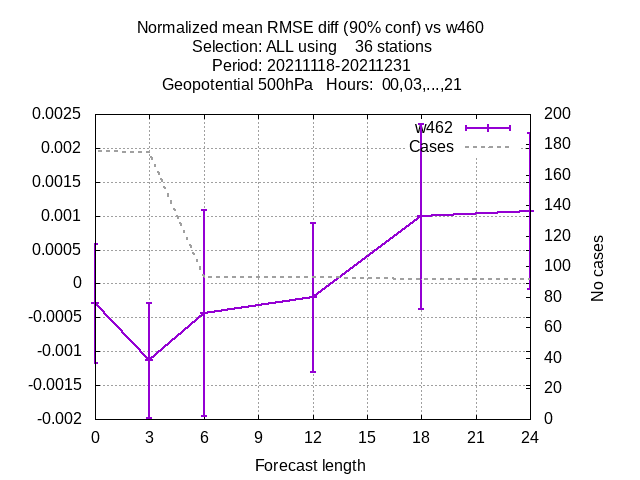 Normalized mean RMSE diff (90% conf) vs w460
Selection: ALL using    36 stations
Period: 20211118-20211231
Geopotential 500hPa   Hours:  00,03,...,21
w462
Cases
0.0025
0.002
0.0015
0.001
0.0005
0
-0.0005
-0.001
-0.0015
-0.002
200
180
160
140
120
100
80
60
40
20
0
No cases
0 3 6 9 12 15 18 21 24
Forecast length